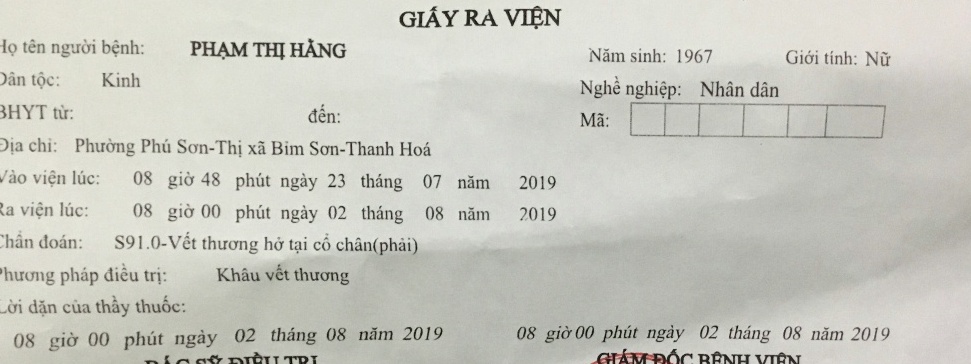 GIẤY RA VIỆN
Họ tên người bệnh: PHẠM THỊ HẰNG Năm sinh: 1967 Giới tính: Nữ
Dân tộc: Kinh Nghề nghiệp: Nhân dân
BHYT từ: đến: Mã:
Địa chỉ: Phường Phú Sơn-Thị xã Bỉm Sơn-Thanh Hoá
Vào viện lúc: 08 giờ 48 phút ngày 23 tháng 07 năm 2019
Ra viện lúc: 08 giờ 00 phút ngày 02 tháng 08 năm 2019
Chẩn đoán: S91.0-Vết thương hở tại cổ chân(phải)
Phương pháp điều trị: Khâu vết thương
Lời dặn của thầy thuốc:
08 giờ 00 phút ngày 02 tháng 08 năm 2019 08 giờ 00 phút ngày 02 tháng 08 năm 2019
BÁC SỸ ĐIỀU TRỊ GIÁM ĐỐC BỆNH VIỆN